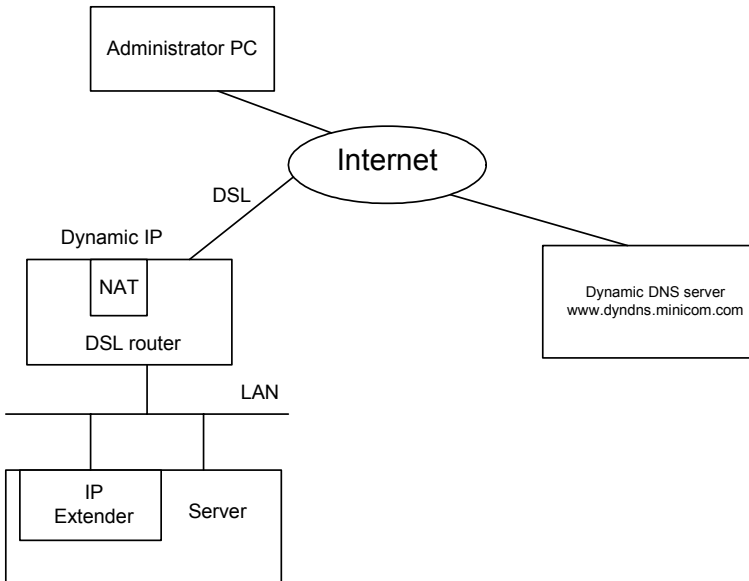 Administrator PC
Internet
DSL
Dynamic IP
NAT
DSL router
Dynamic DNS server
www.dyndns.minicom.com
LAN
IP
Extender
Server